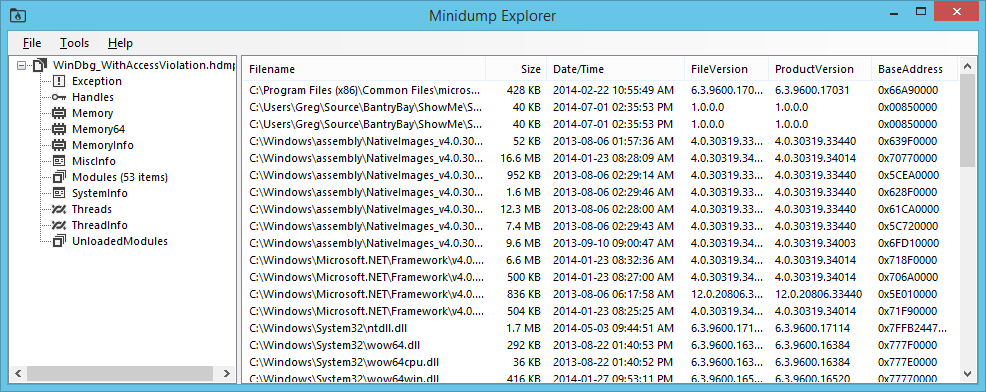 Minidump Explorer
File Tools Help
WinDbg_WithAccessViolation.hdmp
Exception
Handles
Memory
Memory64
MemoryInfo
MiscInfo
Modules (53 items)
SystemInfo
Threads
ThreadInfo
UnloadedModules
Filename Size Date/Time FileVersion ProductVersion BaseAddress
C:\Program Files (x86)\Common Files\micros... 428 KB 2014-02-22 10:55:49 AM 6.3.9600.170... 6.3.9600.17031 0x66A90000
C:\Users\Greg\Source\BantryBay\ShowMe\S... 40 KB 2014-07-01 02:35:53 PM 1.0.0.0 1.0.0.0 0x00850000
C:\Users\Greg\Source\BantryBay\ShowMe\S... 40 KB 2014-07-01 02:35:53 PM 1.0.0.0 1.0.0.0 0x00850000
C:\Windows\assembly\NativeImages_v4.0.30... 52 KB 2013-08-06 01:57:36 AM 4.0.30319.33... 4.0.30319.33440 0x639F0000
C:\Windows\assembly\NativeImages_v4.0.30... 16.6 MB 2014-01-23 08:28:09 AM 4.0.30319.34... 4.0.30319.34014 0x70770000
C:\Windows\assembly\NativeImages_v4.0.30... 952 KB 2013-08-06 02:29:14 AM 4.0.30319.33... 4.0.30319.33440 0x5CEA0000
C:\Windows\assembly\NativeImages_v4.0.30... 1.6 MB 2013-08-06 02:29:46 AM 4.0.30319.33... 4.0.30319.33440 0x628F0000
C:\Windows\assembly\NativeImages_v4.0.30... 12.3 MB 2013-08-06 02:28:00 AM 4.0.30319.33... 4.0.30319.33440 0x61CA0000
C:\Windows\assembly\NativeImages_v4.0.30... 7.4 MB 2013-08-06 02:29:43 AM 4.0.30319.33... 4.0.30319.33440 0x5C720000
C:\Windows\assembly\NativeImages_v4.0.30... 9.6 MB 2013-09-10 09:00:47 AM 4.0.30319.34... 4.0.30319.34003 0x6FD10000
C:\Windows\Microsoft.NET\Framework\v4.0.... 6.6 MB 2014-01-23 08:32:36 AM 4.0.30319.34... 4.0.30319.34014 0x718F0000
C:\Windows\Microsoft.NET\Framework\v4.0.... 500 KB 2014-01-23 08:27:00 AM 4.0.30319.34... 4.0.30319.34014 0x706A0000
C:\Windows\Microsoft.NET\Framework\v4.0.... 836 KB 2013-08-06 06:17:58 AM 12.0.20806.3... 12.0.20806.33440 0x5E010000
C:\Windows\Microsoft.NET\Framework\v4.0.... 504 KB 2014-01-23 08:25:25 AM 4.0.30319.34... 4.0.30319.34014 0x71F90000
C:\Windows\System32\ntdll.dll 1.7 MB 2014-05-03 09:44:51 AM 6.3.9600.171... 6.3.9600.17114 0x7FFB2447...
C:\Windows\System32\wow64.dll 292 KB 2013-08-22 01:40:53 PM 6.3.9600.163... 6.3.9600.16384 0x777F0000
C:\Windows\System32\wow64cpu.dll 36 KB 2013-08-22 01:40:52 PM 6.3.9600.163... 6.3.9600.16384 0x777E0000
C:\Windows\System32\wow64win.dll 416 KB 2014-01-27 09:53:11 PM 6.3.9600.165... 6.3.9600.16520 0x77770000